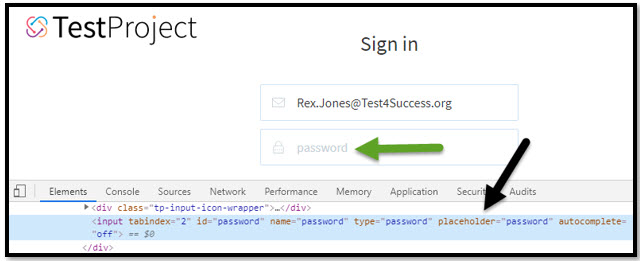 TestProject
Sign in
Rex.Jones@Test4Success.org
password
Elements Console Sources Network Performance Memory Application Securit Audits
<div class="tp-input-icon-wrapper">…</div>
<input tabindex="2" id="password" name="password" type="password" placeholder="password" autocomplete=
"off"> == $0
</div>